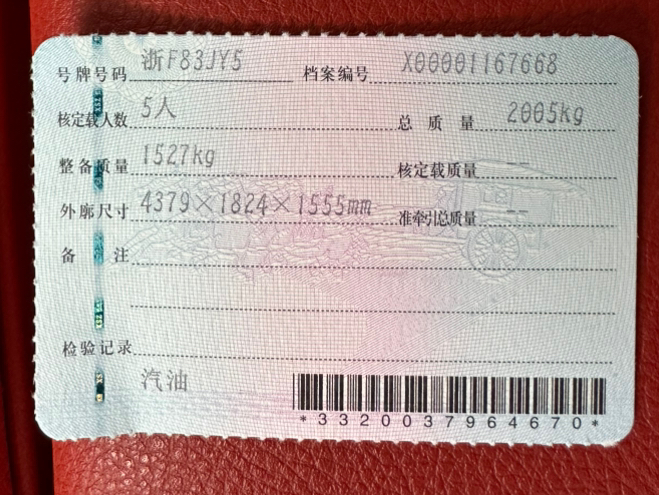 号牌号码 浙F83JY5 档案编号 X00001167668
核定载人数 5人 总质量 2005kg
整备质量 1527kg 核定载质量 --
外廓尺寸 4379×1824×1555mm 准牵引总质量 --
备注
检验记录
汽油
*3320037964670*